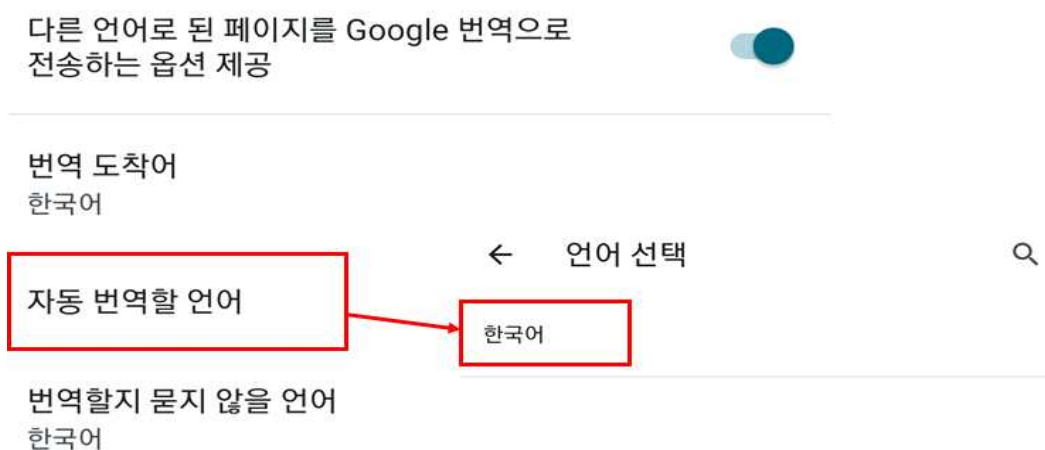 다른 언어로 된 페이지를 Google 번역으로
전송하는 옵션 제공
번역 도착어
한국어
자동 번역할 언어
번역할지 묻지 않을 언어
한국어
← 언어 선택
한국어